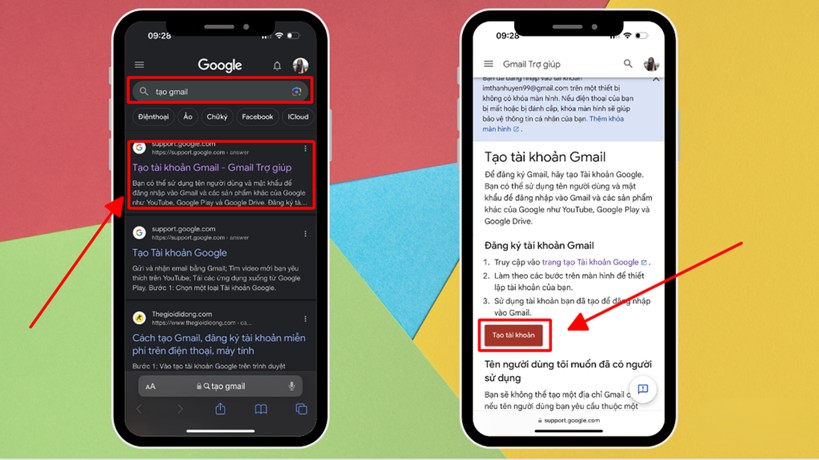 09:28
Google
tạo gmail
Điệnthoại
Ảo
Chữký
Facebook
ICloud
support.google.com
https://support.google.com › answer
Tạo tài khoản Gmail - Gmail Trợ giúp
Bạn có thể sử dụng tên người dùng và mật khẩu để
đăng nhập vào Gmail và các sản phẩm khác của Google
như YouTube, Google Play và Google Drive. Đăng ký tà...
support.google.com
https://support.google.com › answer
Tạo Tài khoản Google
Gửi và nhận email bằng Gmail; Tìm video mới bạn yêu
thích trên YouTube; Tải các ứng dụng xuống từ Google
Play. Bước 1: Chọn một loại Tài khoản Google.
Thegioididong.com
https://www.thegioididong.com › ca...
Cách tạo Gmail, đăng ký tài khoản miễn
phí trên điện thoại, máy tính
Bước 1: Vào tạo tài khoản Google trên trình duyệt
AA
tạo gmail
09:28
Gmail Trợ giúp
Bạn đã đăng nhập vào tài khoản
imthanhuyen99@gmail.com trên một thiết bị
không có khóa màn hình. Nếu điện thoại của bạn
bị mất hoặc bị đánh cắp, khóa màn hình sẽ giúp
bảo vệ thông tin cá nhân của bạn. Thêm khóa
màn hình
Tạo tài khoản Gmail
Để đăng ký Gmail, hãy tạo Tài khoản Google.
Bạn có thể sử dụng tên người dùng và mật
khẩu để đăng nhập vào Gmail và các sản phẩm
khác của Google như YouTube, Google Play và
Google Drive.
Đăng ký tài khoản Gmail
1. Truy cập vào trang tạo Tài khoản Google.
2. Làm theo các bước trên màn hình để thiết
lập tài khoản của bạn.
3. Sử dụng tài khoản bạn đã tạo để đăng nhập
vào Gmail.
Tạo tài khoản
Tên người dùng tôi muốn đã có người
sử dụng
Bạn sẽ không thể tạo một địa chỉ Gmail c
nếu tên người dùng bạn yêu cầu thuộc một
support.google.com